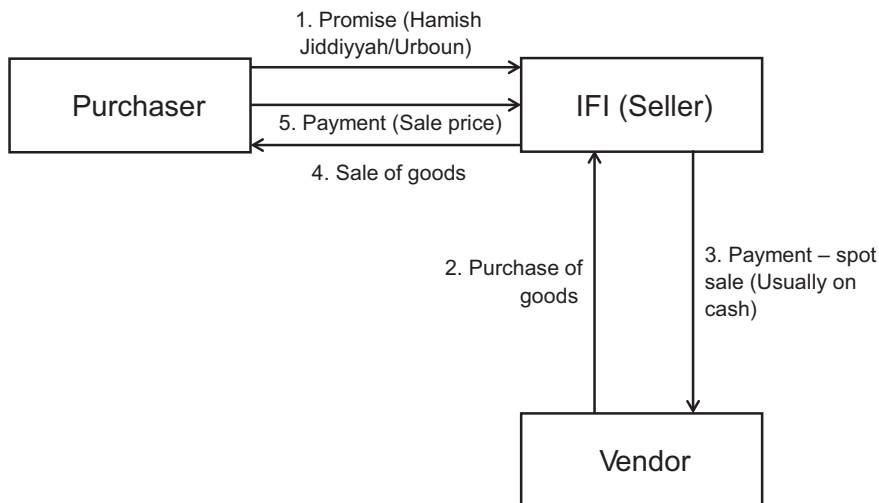 1. Promise (Hamish
Jiddiyyah/Urboun)
Purchaser
IFI (Seller)
5. Payment (Sale price)
4. Sale of goods
2. Purchase of
goods
3. Payment – spot
sale (Usually on
cash)
Vendor